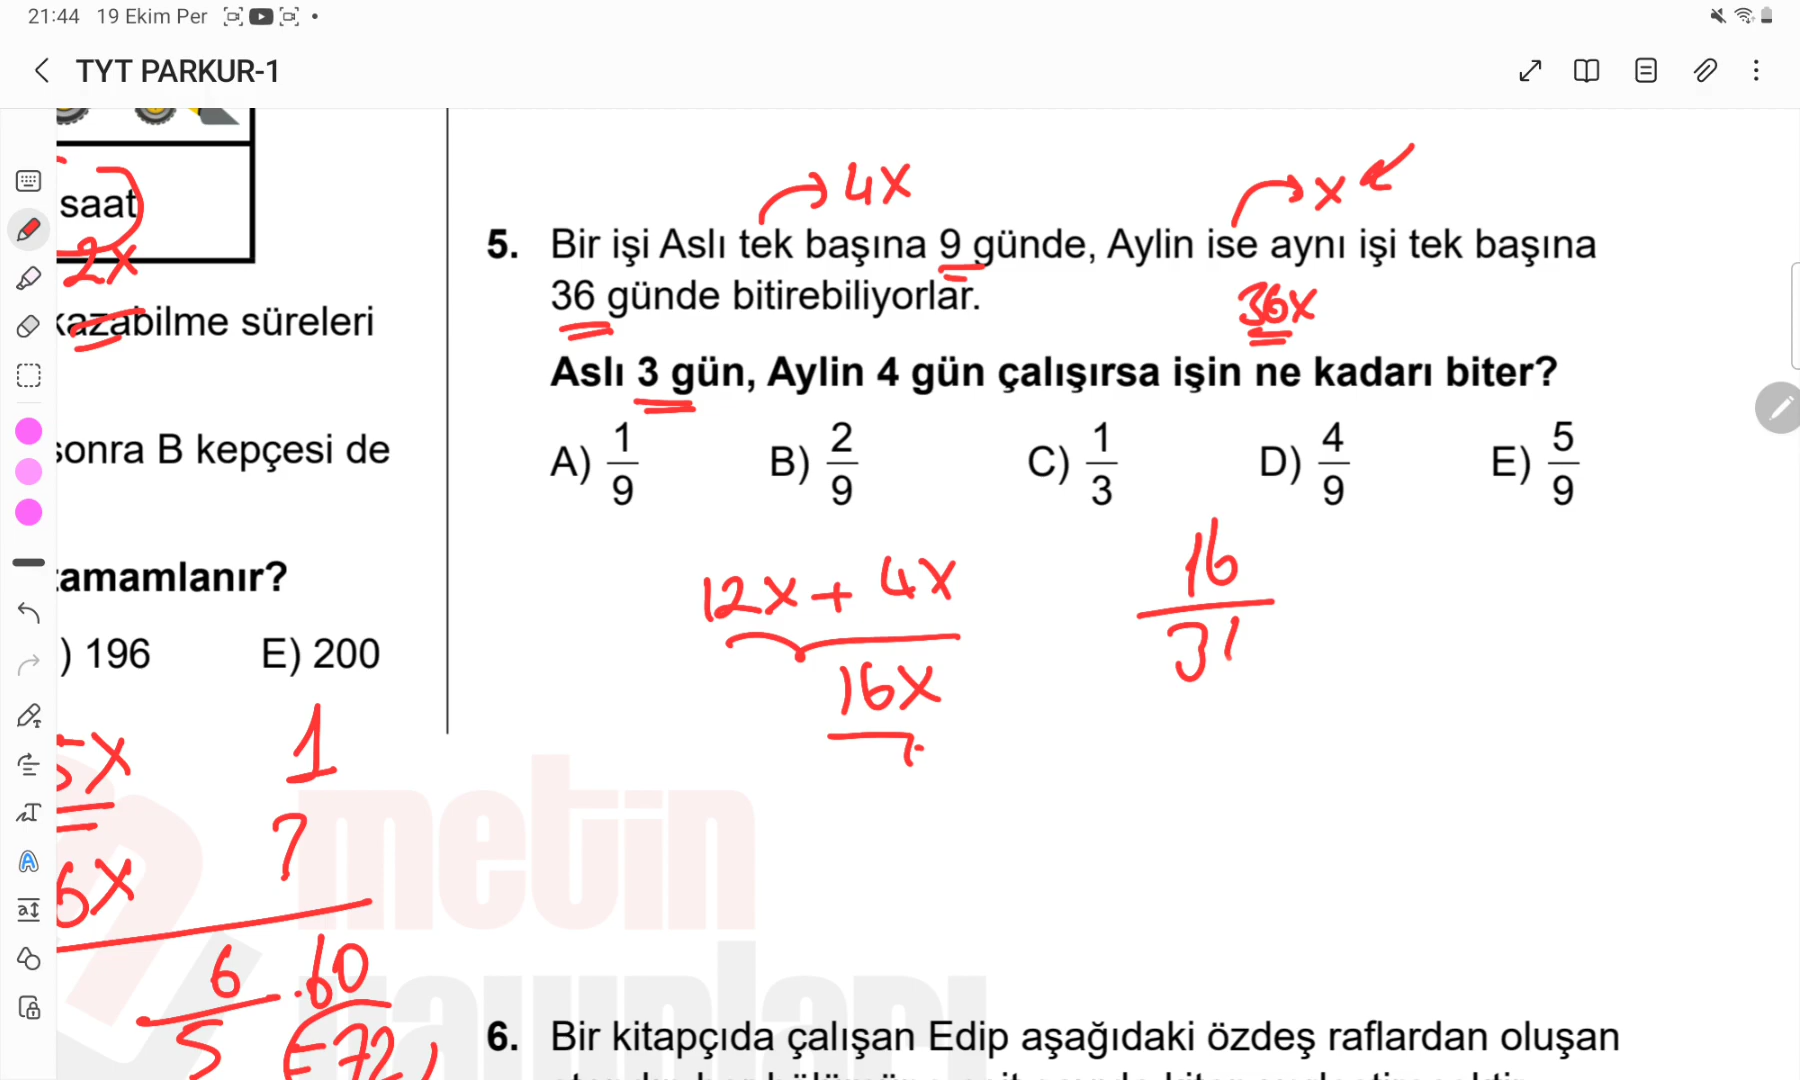 21:44 19 Ekim Per
TYT PARKUR-1
saat
2x
kazabilme süreleri
sonra B kepçesi de
tamamlanır?
) 196 E) 200
5x 1
6x ?
6/5 .60
=72
4x
x
5. Bir işi Aslı tek başına 9 günde, Aylin ise aynı işi tek başına
36 günde bitirebiliyorlar.
36x
Aslı 3 gün, Aylin 4 gün çalışırsa işin ne kadarı biter?
A) 1/9 B) 2/9 C) 1/3 D) 4/9 E) 5/9
12x + 4x
16x
16
3
metin
yayınları
6. Bir kitapçıda çalışan Edip aşağıdaki özdeş raflardan oluşan